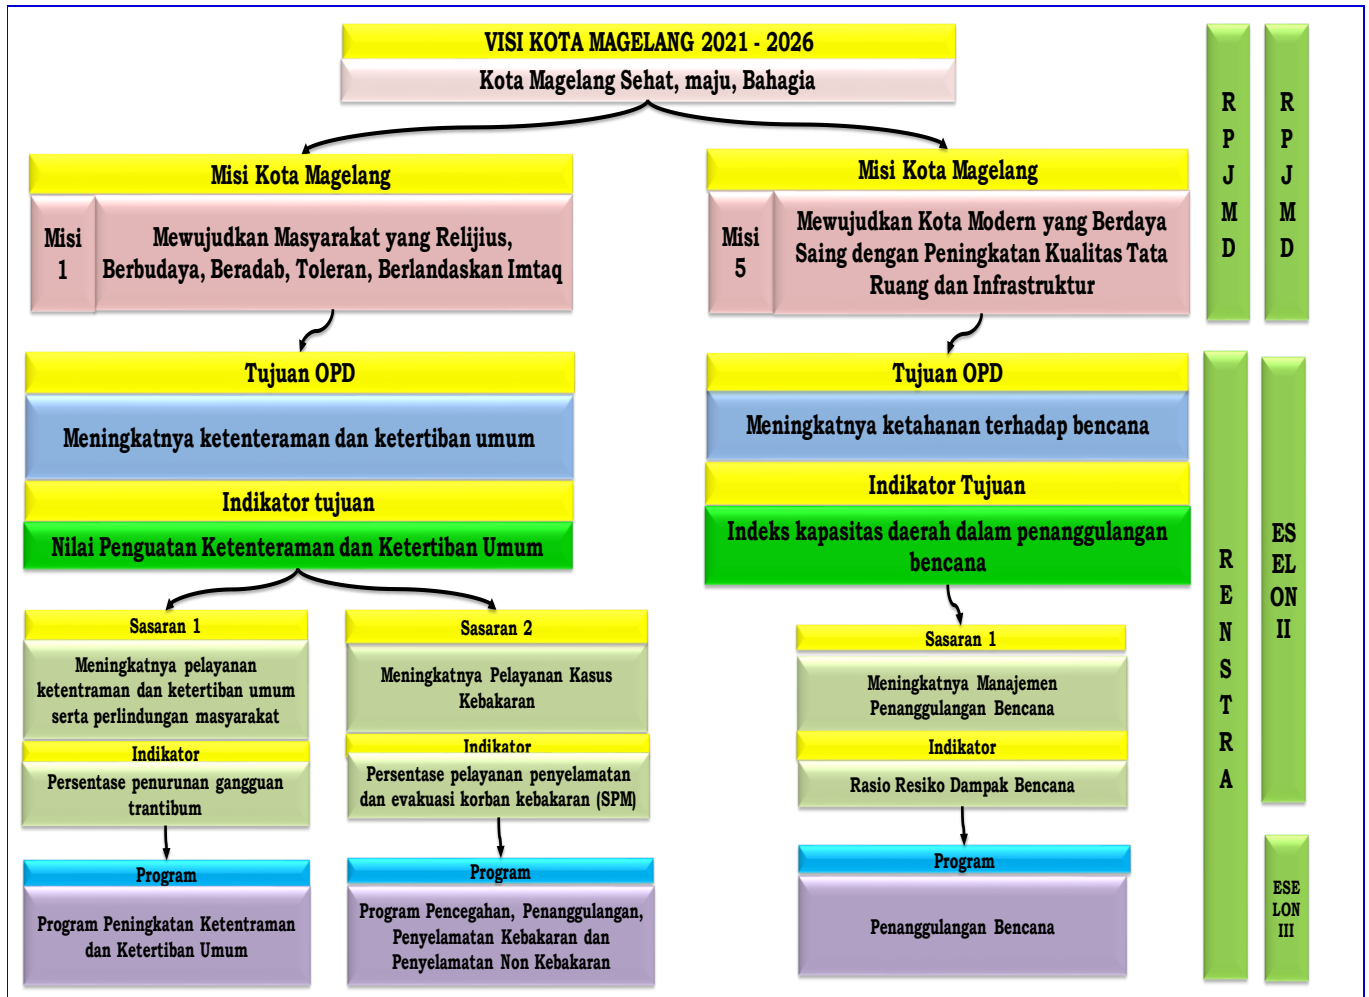 VISI KOTA MAGELANG 2021 - 2026
Kota Magelang Sehat, maju, Bahagia
Misi Kota Magelang
Misi
1
Mewujudkan Masyarakat yang Relijius,
Berbudaya, Beradab, Toleran, Berlandaskan Imtaq
Tujuan OPD
Meningkatnya ketenteraman dan ketertiban umum
Indikator tujuan
Nilai Penguatan Ketenteraman dan Ketertiban Umum
Sasaran 1
Meningkatnya pelayanan
ketentraman dan ketertiban umum
serta perlindungan masyarakat
Indikator
Persentase penurunan gangguan
trantibum
Program
Program Peningkatan Ketentraman
dan Ketertiban Umum
Sasaran 2
Meningkatnya Pelayanan Kasus
Kebakaran
Indikator
Persentase pelayanan penyelamatan
dan evakuasi korban kebakaran (SPM)
Program
Program Pencegahan, Penanggulangan,
Penyelamatan Kebakaran dan
Penyelamatan Non Kebakaran
Misi Kota Magelang
Misi
5
Mewujudkan Kota Modern yang Berdaya
Saing dengan Peningkatan Kualitas Tata
Ruang dan Infrastruktur
Tujuan OPD
Meningkatnya ketahanan terhadap bencana
Indikator Tujuan
Indeks kapasitas daerah dalam penanggulangan
bencana
Sasaran 1
Meningkatnya Manajemen
Penanggulangan Bencana
Indikator
Rasio Resiko Dampak Bencana
Program
Penanggulangan Bencana
R
P
J
M
D
R
P
J
M
D
R
E
N
S
T
R
A
ES
EL
ON
II
ESE
LON
III